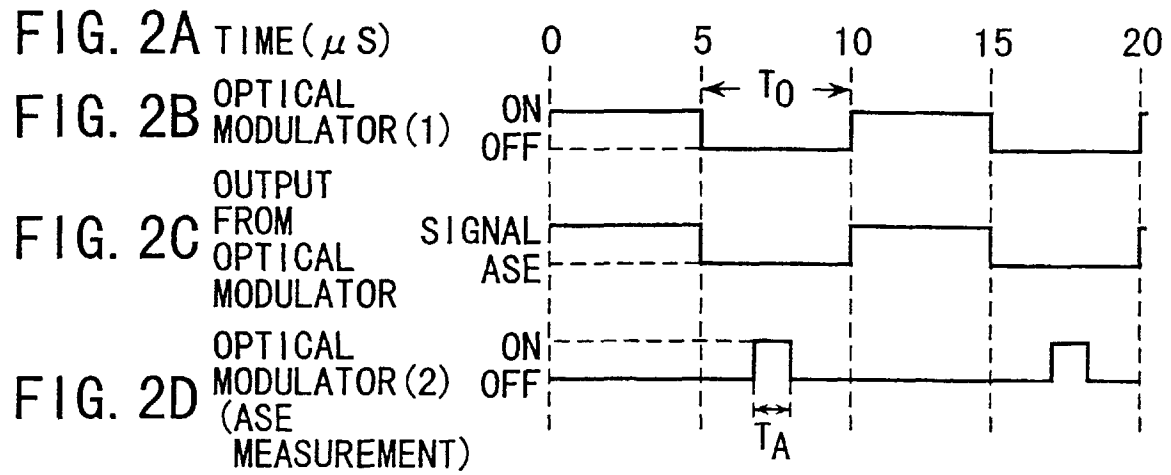 FIG. 2A TIME(μS) 0 5 10 15 20
FIG. 2B OPTICAL MODULATOR(1) ON OFF T0
FIG. 2C OUTPUT FROM OPTICAL MODULATOR SIGNAL ASE
FIG. 2D OPTICAL MODULATOR(2) (ASE MEASUREMENT) ON OFF TA